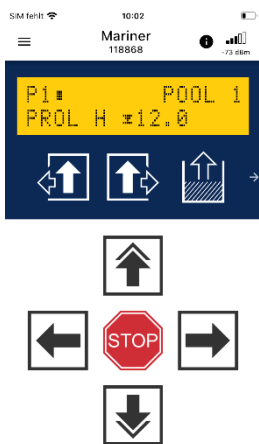 SIM fehlt 10:02
Mariner
118868
-73 dBm
P1 POOL 1
PROL H 12.0
STOP